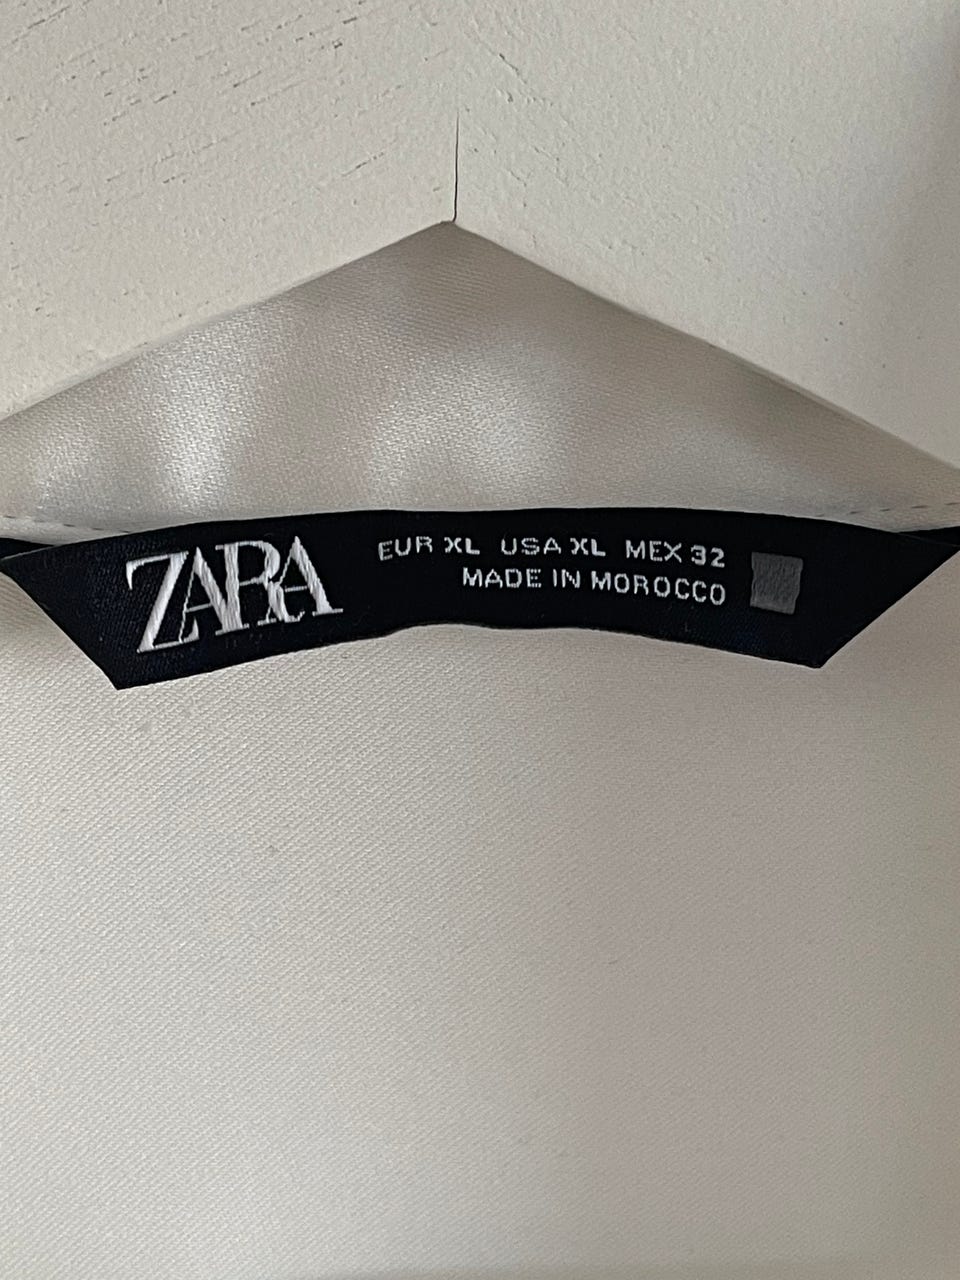 ZARA
EUR XL USA XL MEX 32
MADE IN MOROCCO